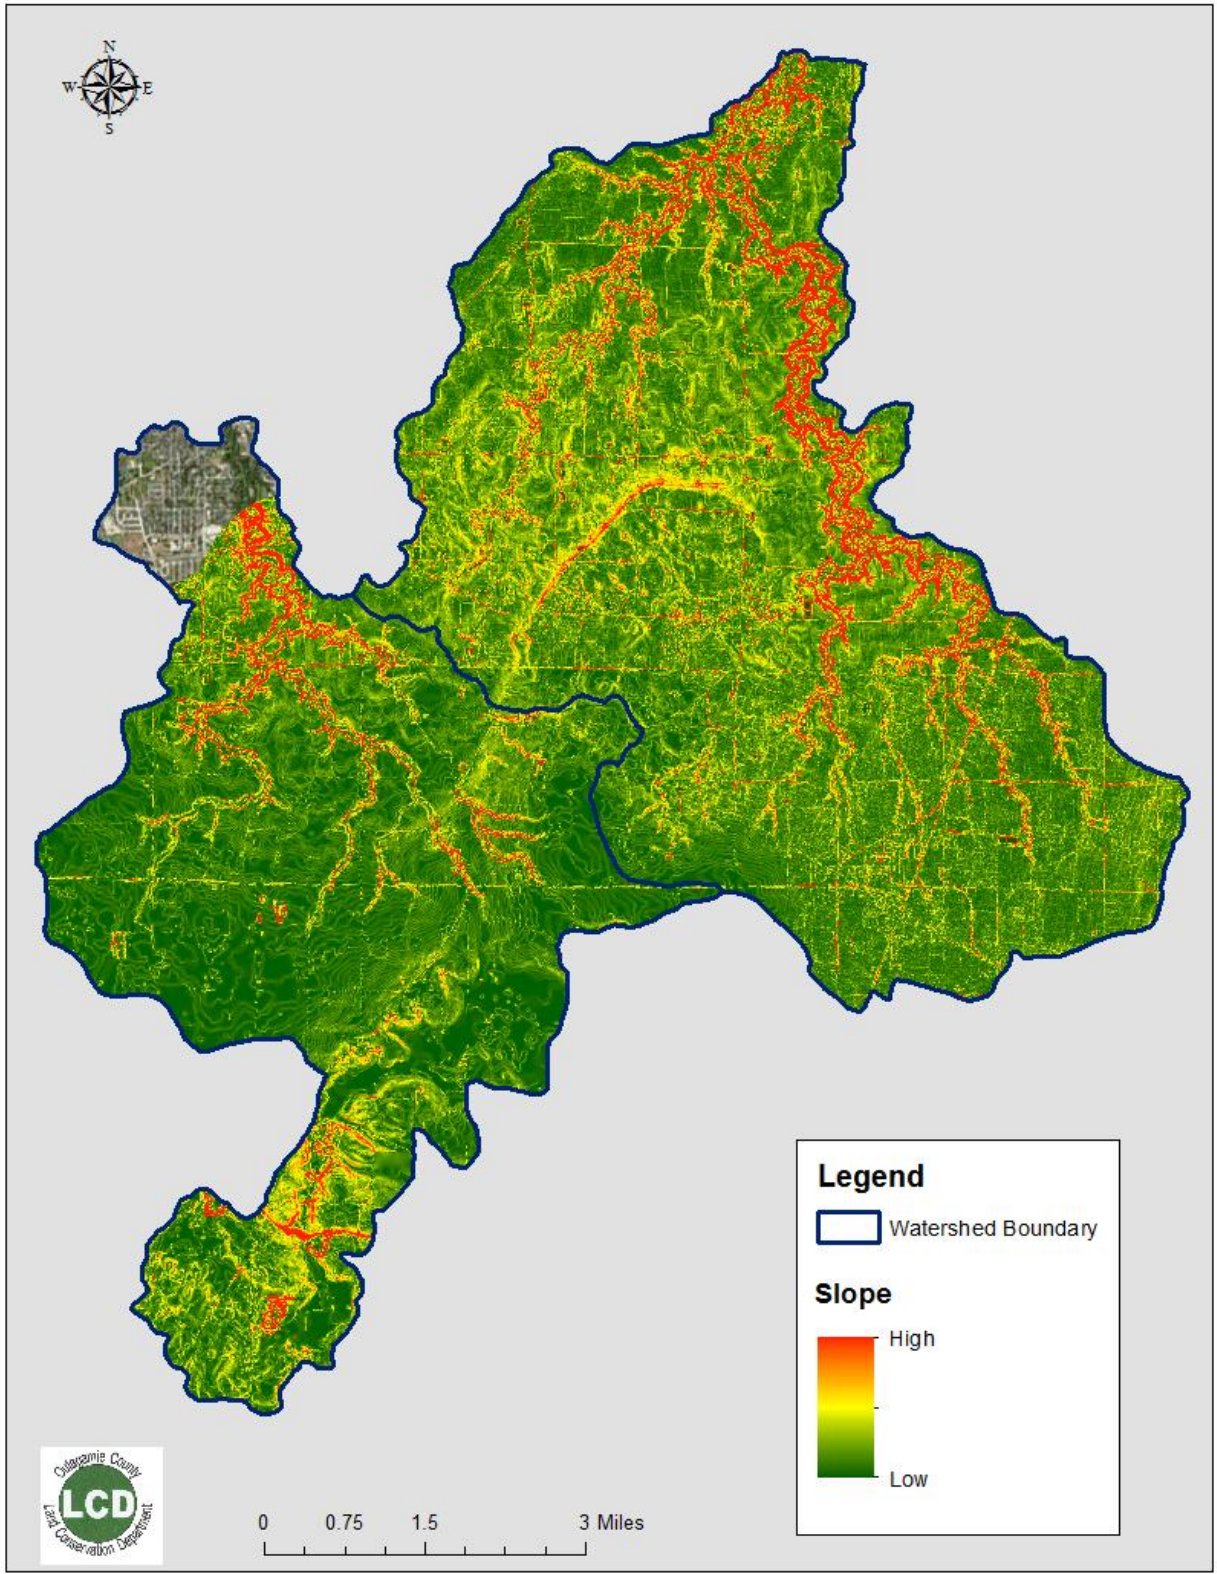 N
W E
S
Legend
Watershed Boundary
Slope
High
Low
Outagamie County
LCD
Land Conservation Department
0 0.75 1.5 3 Miles